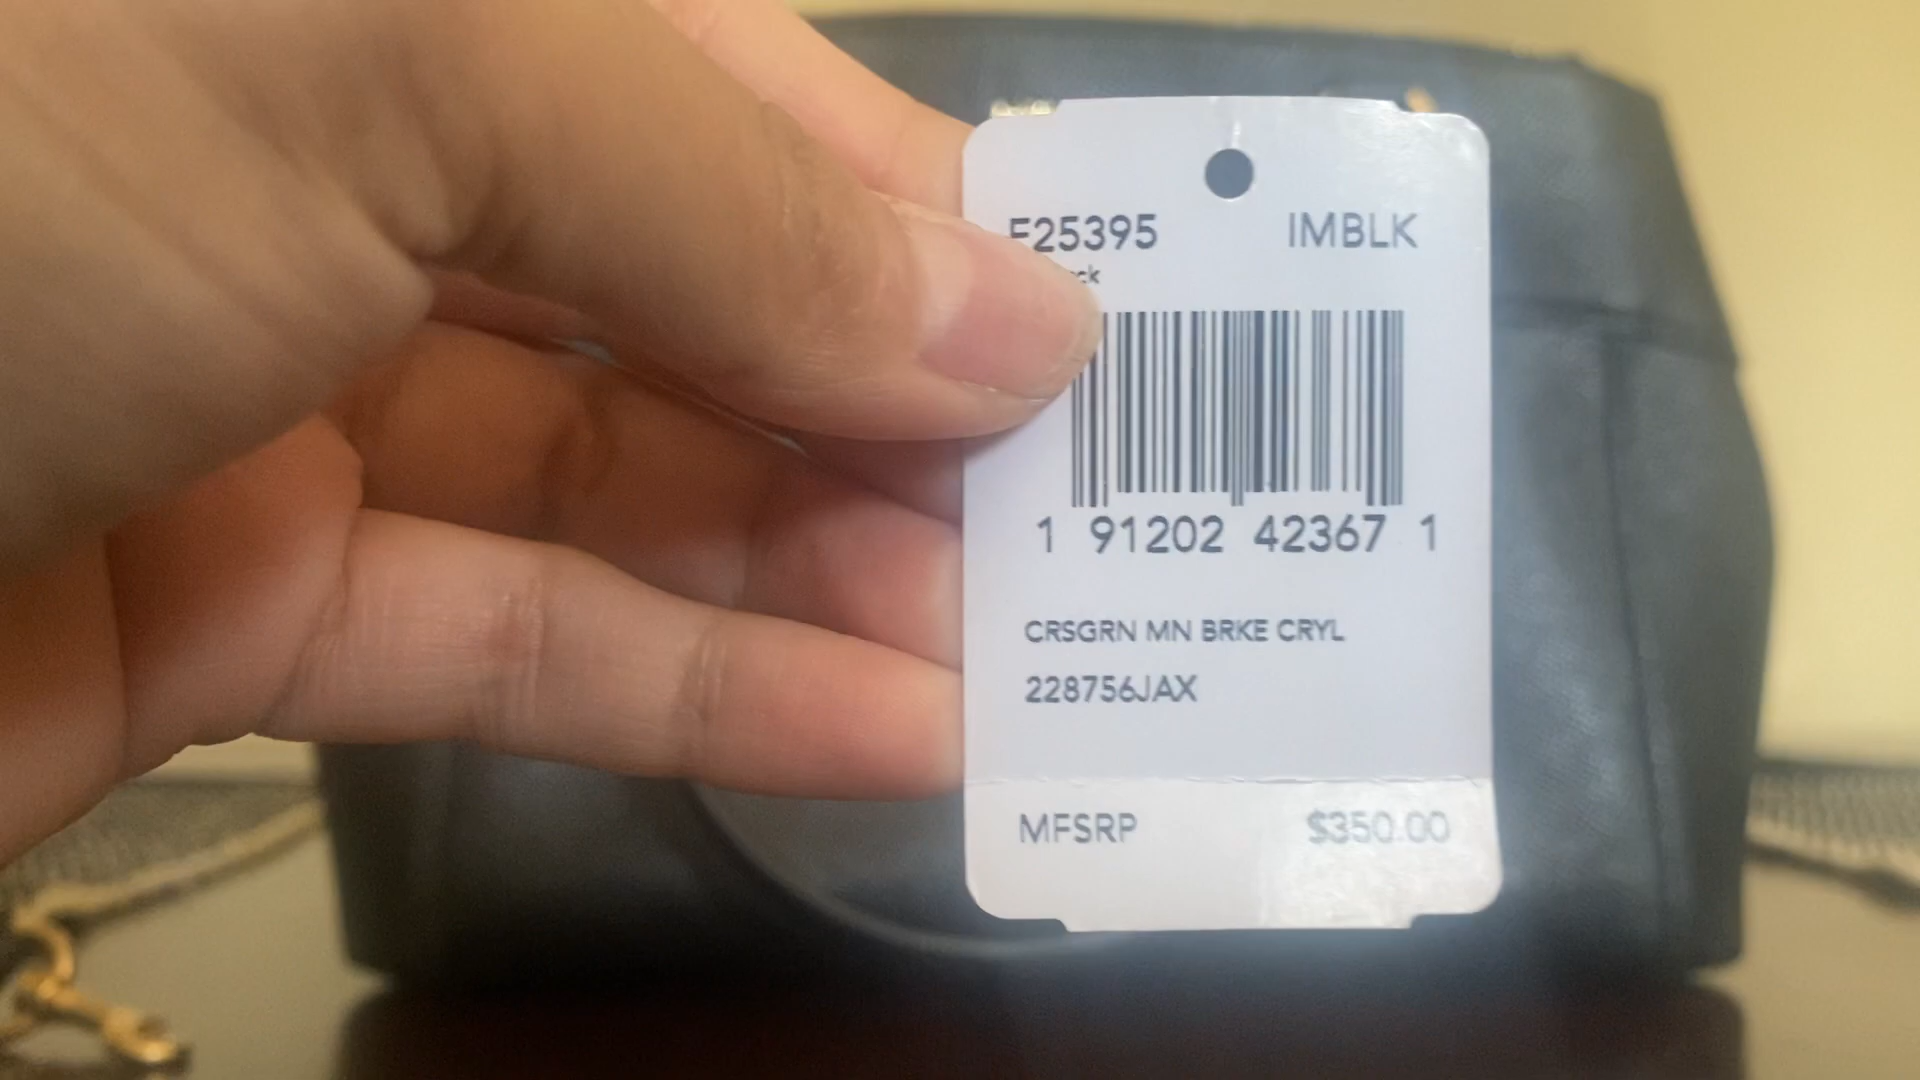 F25395 IMBLK
1 91202 42367 1
CRSGRN MN BRKE CRYL
228756JAX
MFSRP $350.00